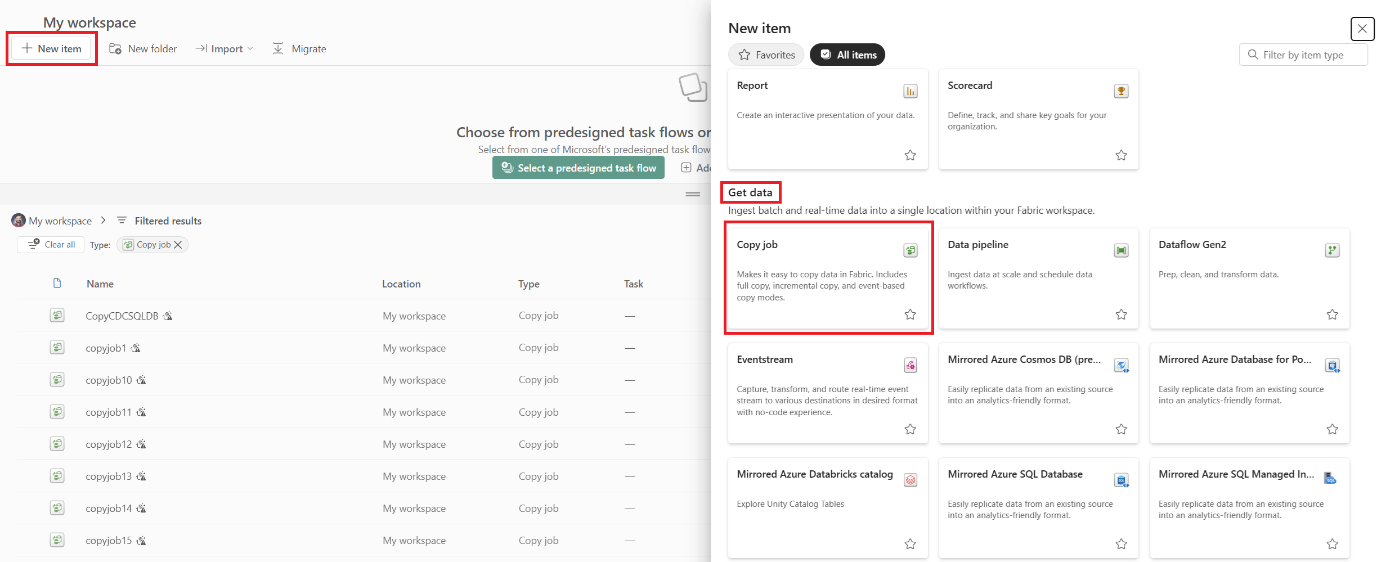 My workspace
New item
New folder
Import
Migrate
Choose from predesigned task flows or
Select from one of Microsoft's predesigned task flow
Select a predesigned task flow
Add
My workspace
Filtered results
Clear all
Type:
Copy job
Name
Location
Type
Task
CopyCDCSQLDB
My workspace
Copy job
—
copyjob1
My workspace
Copy job
—
copyjob10
My workspace
Copy job
—
copyjob11
My workspace
Copy job
—
copyjob12
My workspace
Copy job
—
copyjob13
My workspace
Copy job
—
copyjob14
My workspace
Copy job
—
copyjob15
My workspace
Copy job
—
New item
Favorites
All items
Filter by item type
Report
Create an interactive presentation of your data.
Scorecard
Define, track, and share key goals for your
organization.
Get data
Ingest batch and real-time data into a single location within your Fabric workspace.
Copy job
Makes it easy to copy data in Fabric. Includes
full copy, incremental copy, and event-based
copy modes.
Data pipeline
Ingest data at scale and schedule data
workflows.
Dataflow Gen2
Prep, clean, and transform data.
Eventstream
Capture, transform, and route real-time event
stream to various destinations in desired format
with no-code experience.
Mirrored Azure Cosmos DB (pre...
Easily replicate data from an existing source
into an analytics-friendly format.
Mirrored Azure Database for Po...
Easily replicate data from an existing source
into an analytics-friendly format.
Mirrored Azure Databricks catalog
Explore Unity Catalog Tables
Mirrored Azure SQL Database
Easily replicate data from an existing source
into an analytics-friendly format.
Mirrored Azure SQL Managed In...
Easily replicate data from an existing source
into an analytics-friendly format.